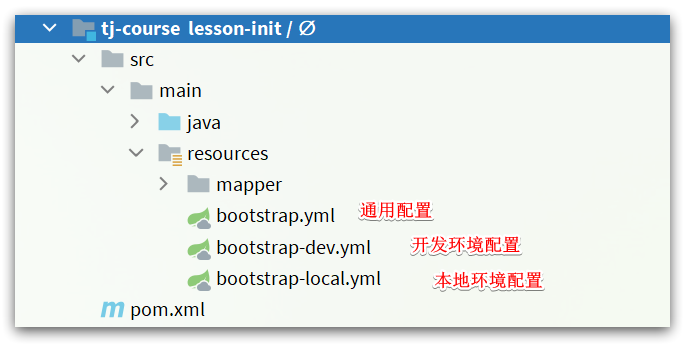 tj-course lesson-init / ∅
src
main
java
resources
mapper
bootstrap.yml 通用配置
bootstrap-dev.yml 开发环境配置
bootstrap-local.yml 本地环境配置
m pom.xml